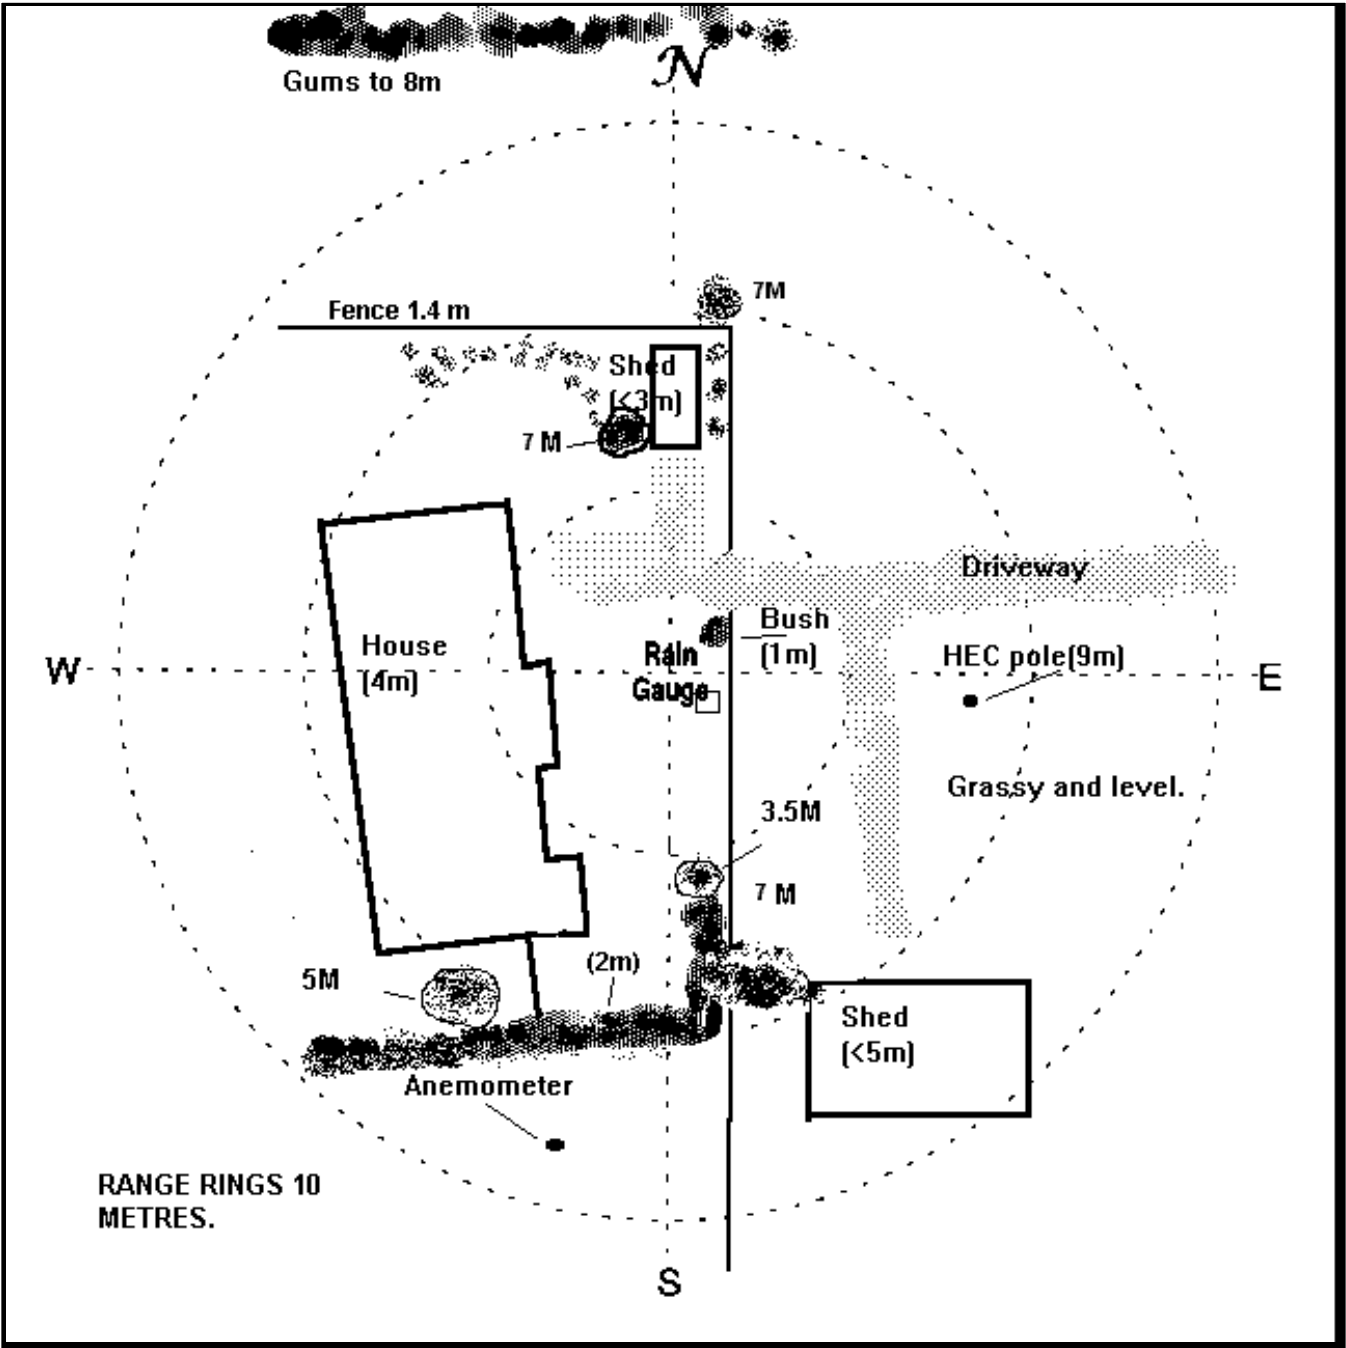 N
Gums to 8m
7M
Fence 1.4 m
Shed
(<3m)
7 M
Driveway
Bush
(1m)
House
(4m)
Rain
Gauge
HEC pole(9m)
W
E
Grassy and level.
3.5M
7 M
(2m)
5M
Shed
(<5m)
Anemometer
RANGE RINGS 10
METRES.
S